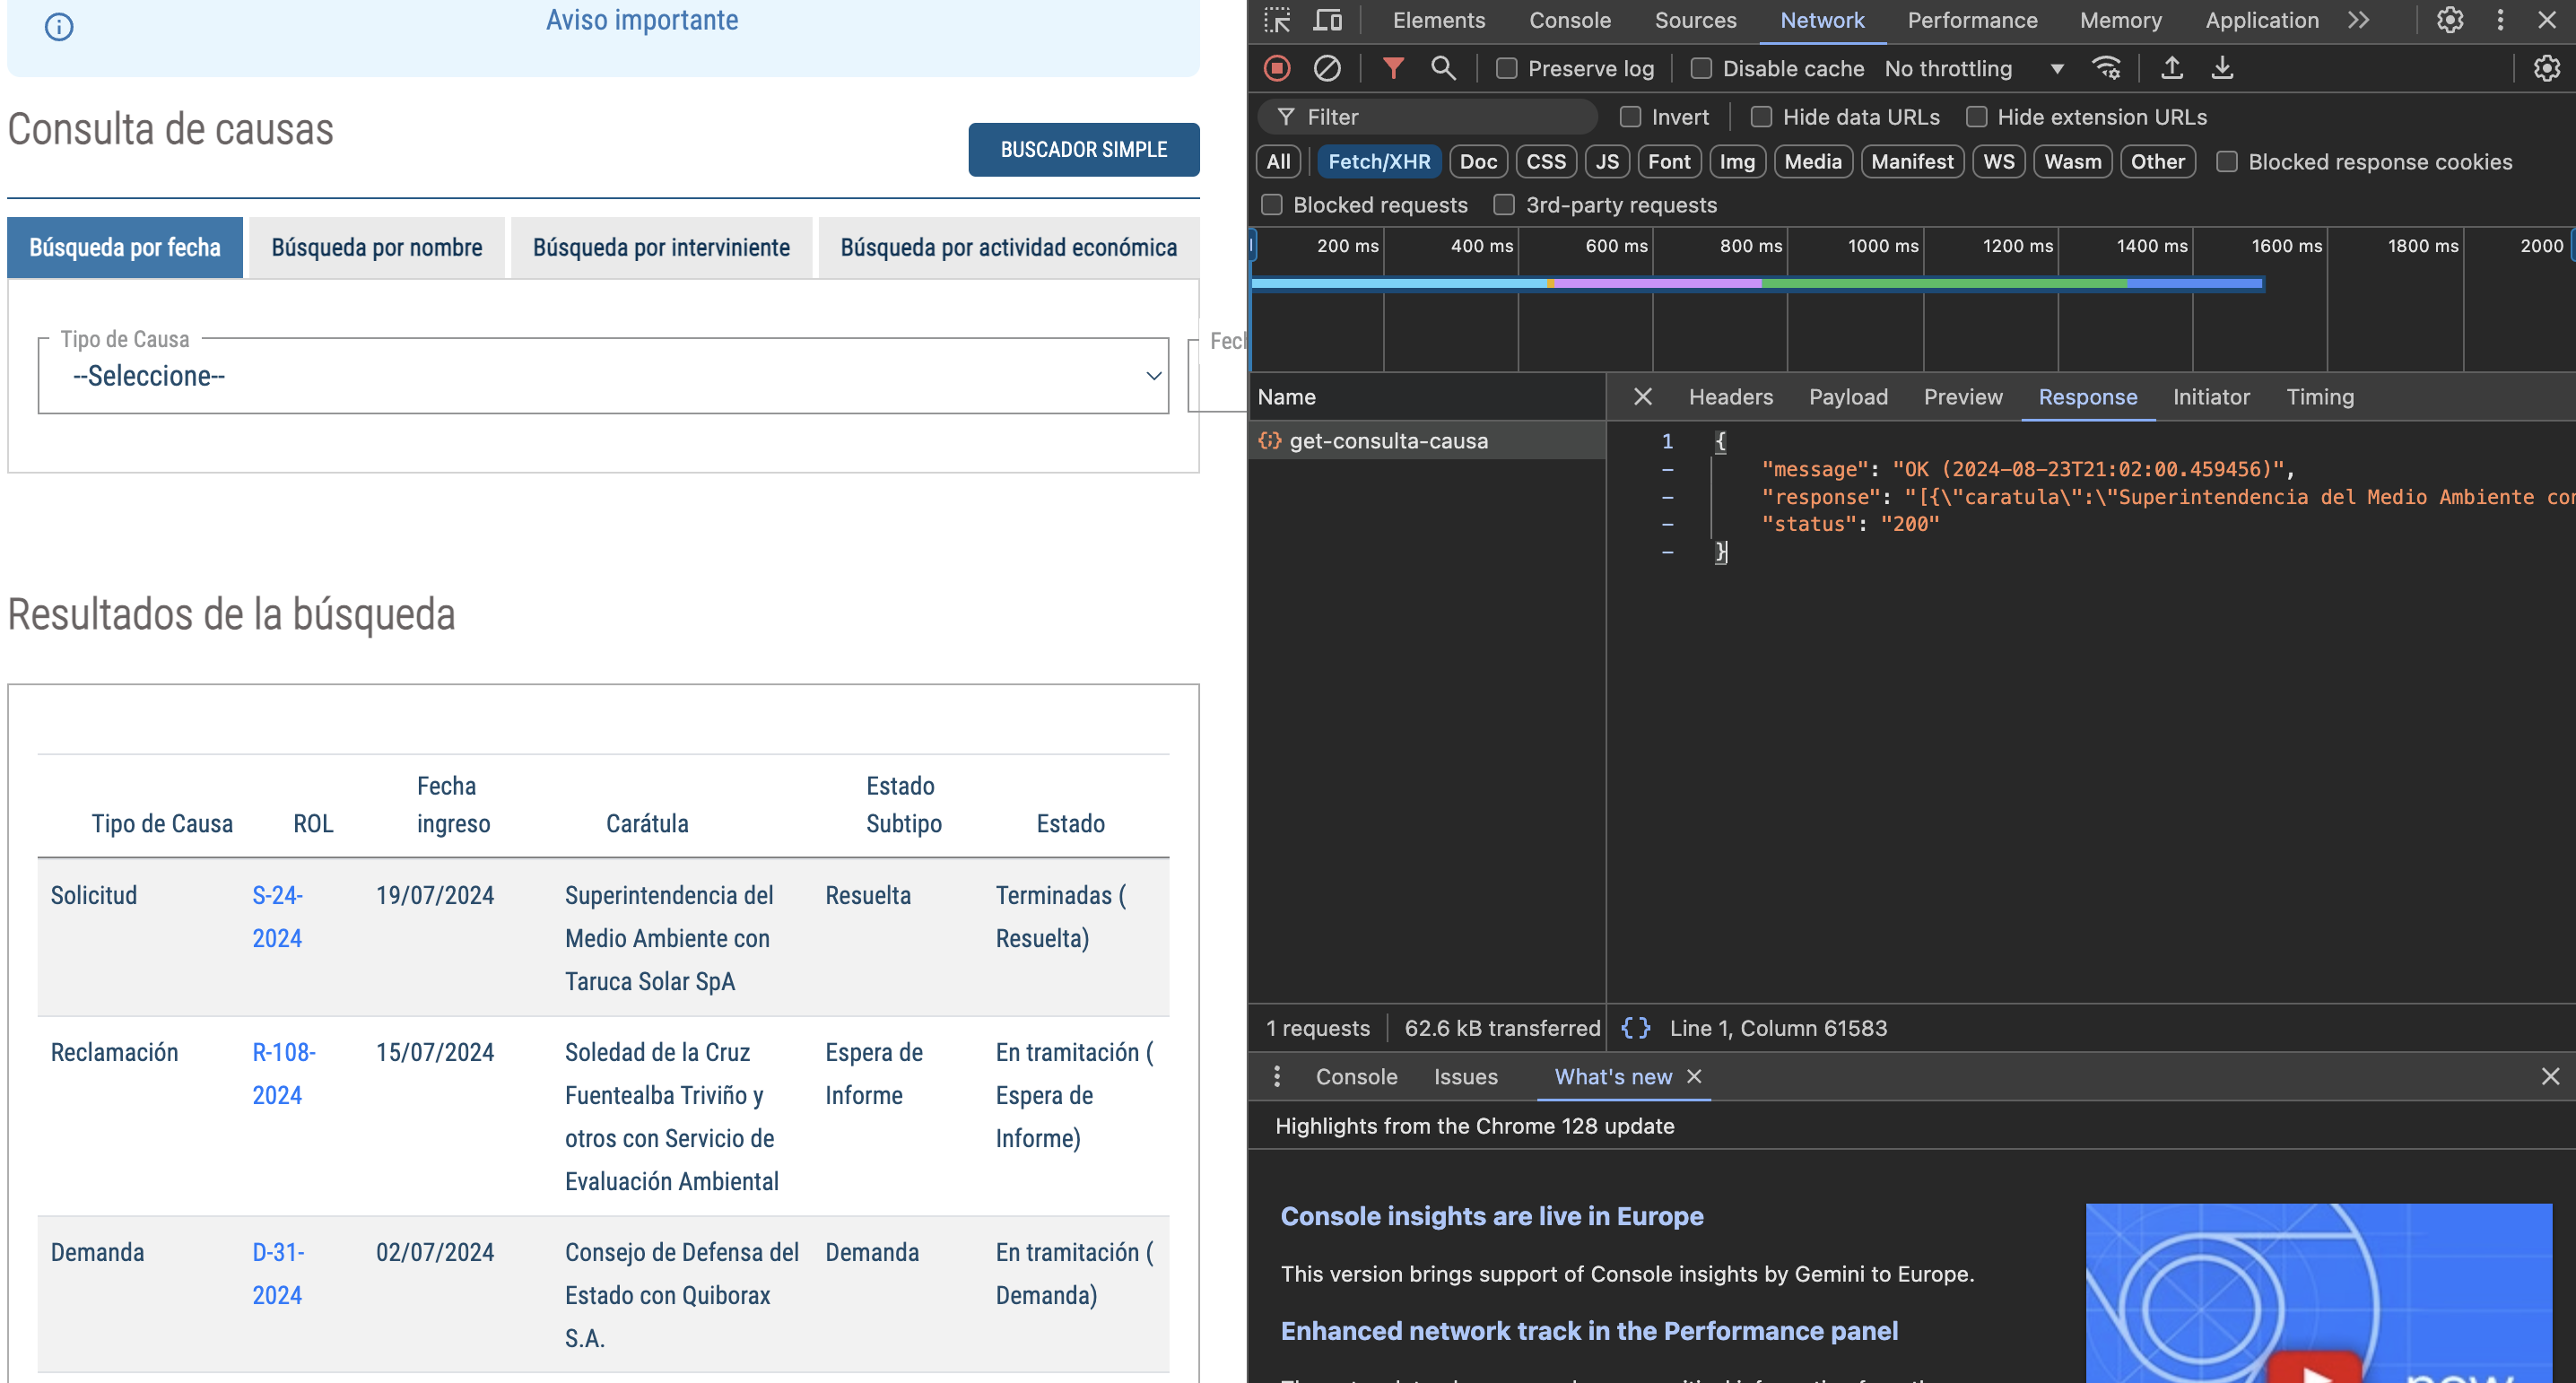 Aviso importante
Consulta de causas
BUSCADOR SIMPLE
Búsqueda por fecha
Búsqueda por nombre
Búsqueda por interviniente
Búsqueda por actividad económica
Tipo de Causa
--Seleccione--
Fech
Resultados de la búsqueda
Tipo de Causa
ROL
Fecha
ingreso
Carátula
Estado
Subtipo
Estado
Solicitud
S-24-
2024
19/07/2024
Superintendencia del
Medio Ambiente con
Taruca Solar SpA
Resuelta
Terminadas (
Resuelta)
Reclamación
R-108-
2024
15/07/2024
Soledad de la Cruz
Fuentealba Triviño y
otros con Servicio de
Evaluación Ambiental
Espera de
Informe
En tramitación (
Espera de
Informe)
Demanda
D-31-
2024
02/07/2024
Consejo de Defensa del
Estado con Quiborax
S.A.
Demanda
En tramitación (
Demanda)
Elements Console Sources Network Performance Memory Application
Preserve log Disable cache No throttling
Filter Invert Hide data URLs Hide extension URLs
All Fetch/XHR Doc CSS JS Font Img Media Manifest WS Wasm Other Blocked response cookies
Blocked requests 3rd-party requests
200 ms 400 ms 600 ms 800 ms 1000 ms 1200 ms 1400 ms 1600 ms 1800 ms 2000
Name
get-consulta-causa
Headers Payload Preview Response Initiator Timing
1 {
- "message": "OK (2024-08-23T21:02:00.459456)",
- "response": "[{\"caratula\":\"Superintendencia del Medio Ambiente con
- "status": "200"
- }
1 requests 62.6 kB transferred
{ } Line 1, Column 61583
Console Issues What's new
Highlights from the Chrome 128 update
Console insights are live in Europe
This version brings support of Console insights by Gemini to Europe.
Enhanced network track in the Performance panel
new